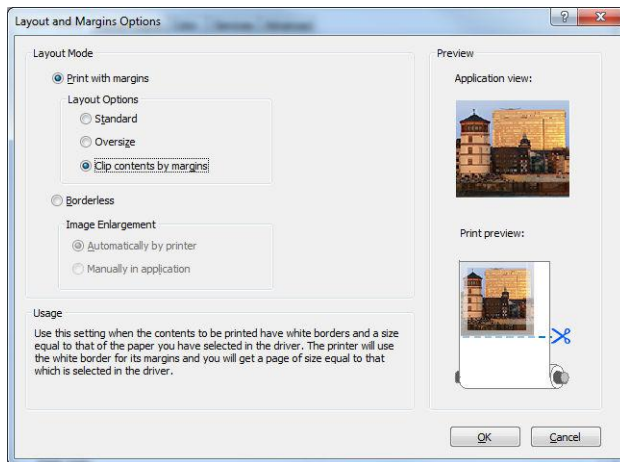 Layout and Margins Options
Layout Mode
Print with margins
Layout Options
Standard
Oversize
Clip contents by margins
Borderless
Image Enlargement
Automatically by printer
Manually in application
Usage
Use this setting when the contents to be printed have white borders and a size
equal to that of the paper you have selected in the driver. The printer will use
the white border for its margins and you will get a page of size equal to that
which is selected in the driver.
Preview
Application view:
Print preview:
OK
Cancel